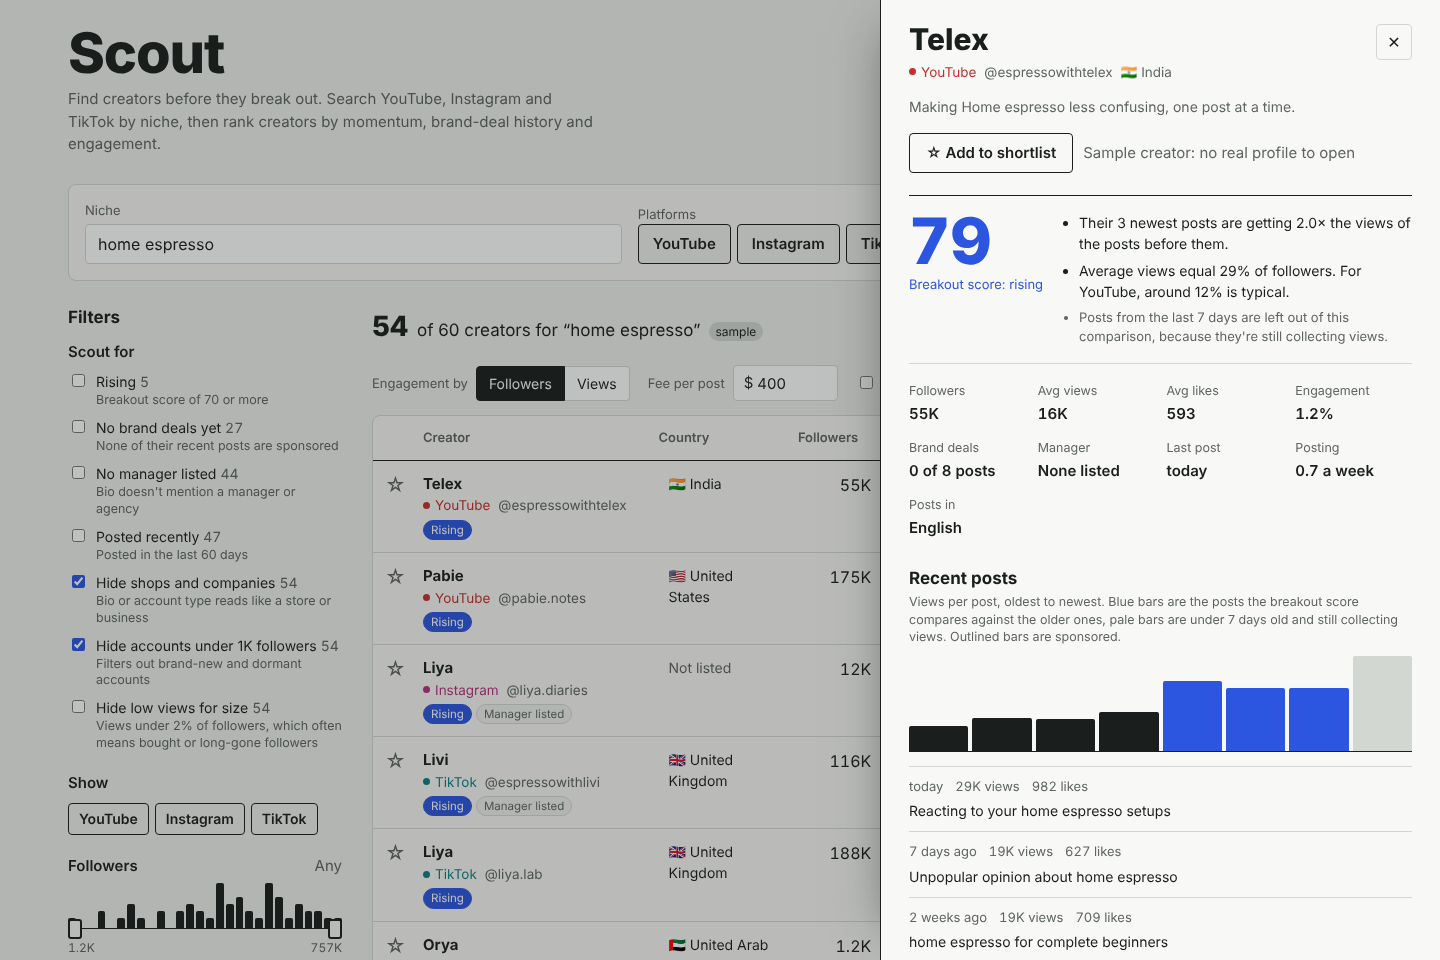 Scout
Find creators before they break out. Search YouTube, Instagram and
TikTok by niche, then rank creators by momentum, brand-deal history and
engagement.
Niche
home espresso
Platforms
YouTube
Instagram
Filters
Scout for
Rising 5
Breakout score of 70 or more
No brand deals yet 27
None of their recent posts are sponsored
No manager listed 44
Bio doesn't mention a manager or
agency
Posted recently 47
Posted in the last 60 days
Hide shops and companies 54
Bio or account type reads like a store or
business
Hide accounts under 1K followers 54
Filters out brand-new and dormant
accounts
Hide low views for size 54
Views under 2% of followers, which often
means bought or long-gone followers
Show
YouTube Instagram TikTok
Followers Any
1.2K 757K
54 of 60 creators for “home espresso” sample
Engagement by Followers Views Fee per post $ 400
Creator Country Followers
☆ Telex 🇮🇳 India 55K
YouTube @espressowithtelex
Rising
☆ Pabie 🇺🇸 United States 175K
YouTube @pabie.notes
Rising
☆ Liya Not listed 12K
Instagram @liya.diaries
Rising Manager listed
☆ Livi 🇬🇧 United Kingdom 116K
TikTok @espressowithlivi
Rising Manager listed
☆ Liya 🇬🇧 United Kingdom 188K
TikTok @liya.lab
Rising
☆ Orya 🇦🇪 United Arab 1.2K
Telex
×
YouTube @espressowithtelex 🇮🇳 India
Making Home espresso less confusing, one post at a time.
☆ Add to shortlist Sample creator: no real profile to open
79
Breakout score: rising
Their 3 newest posts are getting 2.0× the views of
the posts before them.
Average views equal 29% of followers. For
YouTube, around 12% is typical.
Posts from the last 7 days are left out of this
comparison, because they're still collecting views.
Followers Avg views Avg likes Engagement
55K 16K 593 1.2%
Brand deals Manager Last post Posting
0 of 8 posts None listed today 0.7 a week
Posts in
English
Recent posts
Views per post, oldest to newest. Blue bars are the posts the breakout score
compares against the older ones, pale bars are under 7 days old and still collecting
views. Outlined bars are sponsored.
today 29K views 982 likes
Reacting to your home espresso setups
7 days ago 19K views 627 likes
Unpopular opinion about home espresso
2 weeks ago 19K views 709 likes
home espresso for complete beginners